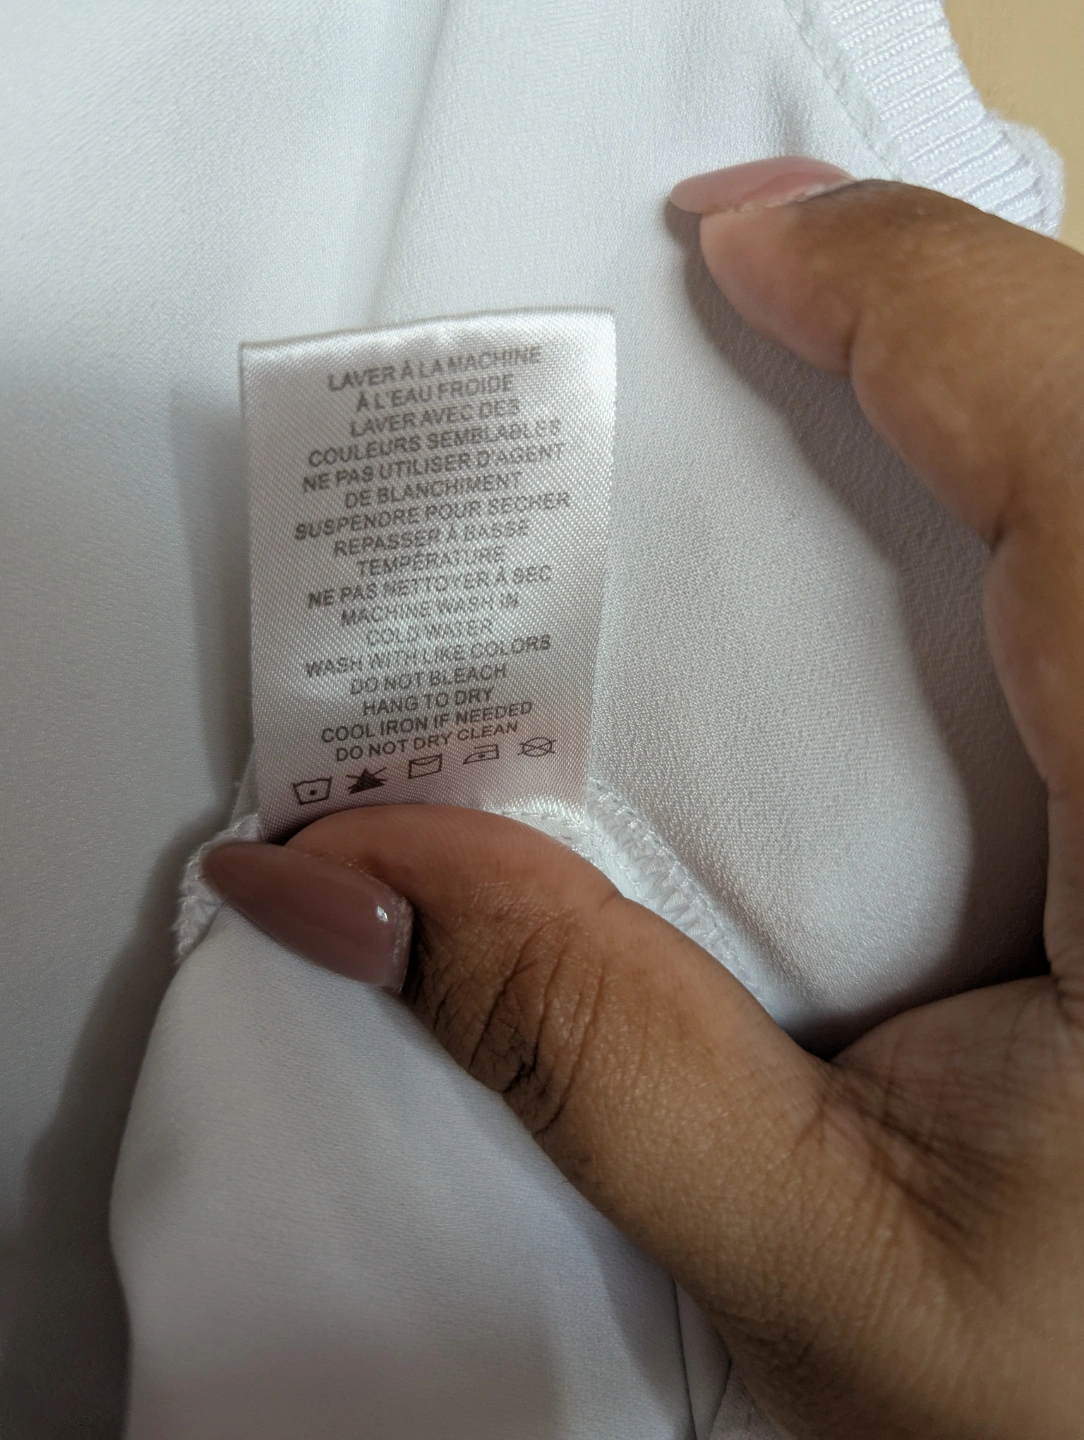 LAVER À LA MACHINE
À L'EAU FROIDE
LAVER AVEC DES
COULEURS SEMBLABLES
NE PAS UTILISER D'AGENT
DE BLANCHIMENT
SUSPENDRE POUR SÉCHER
REPASSER À BASSE
TEMPÉRATURE
NE PAS NETTOYER À SEC
MACHINE WASH IN
COLD WATER
WASH WITH LIKE COLORS
DO NOT BLEACH
HANG TO DRY
COOL IRON IF NEEDED
DO NOT DRY CLEAN